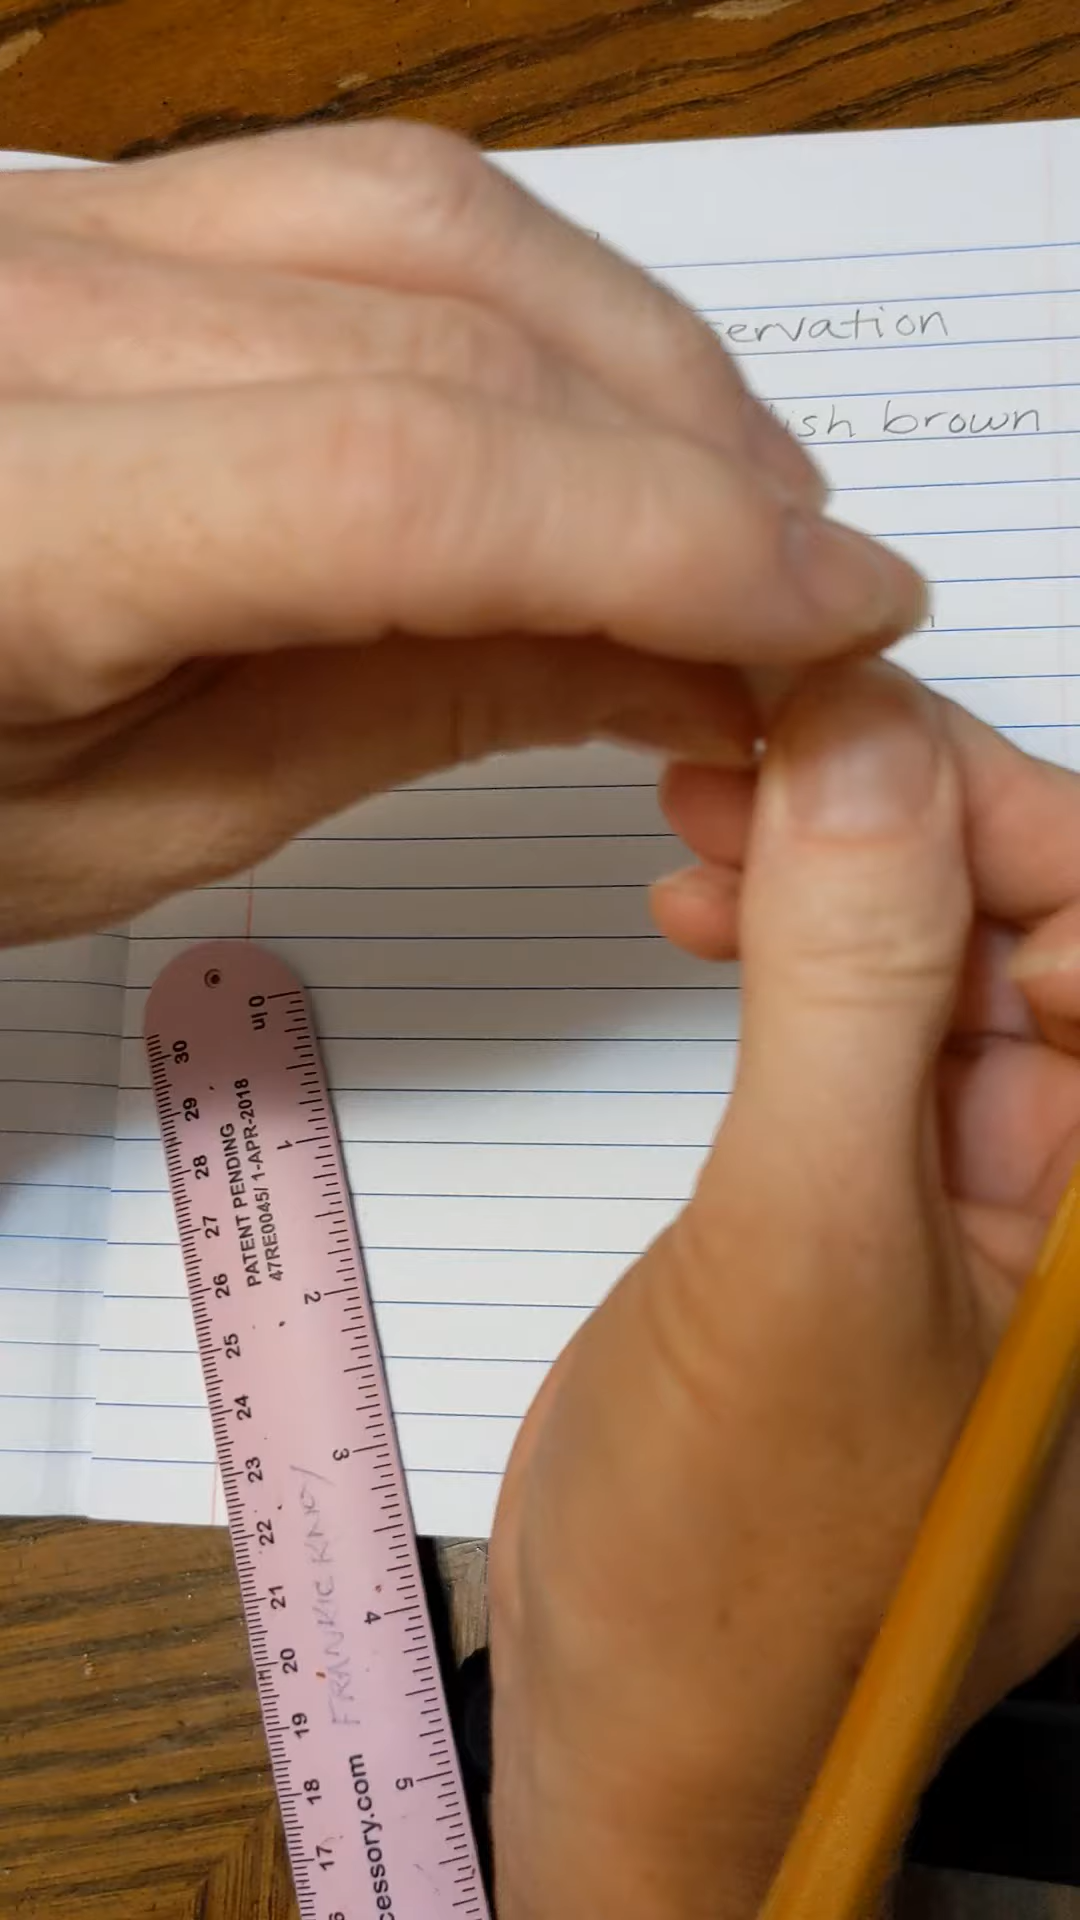 ervation
ish brown
0 in
1
2
3
4
5
PATENT PENDING
47RE0045/ 1-APR-2018
30
29
28
27
26
25
24
23
22
21
20
19
18
17
FRANKIE
cessory.com